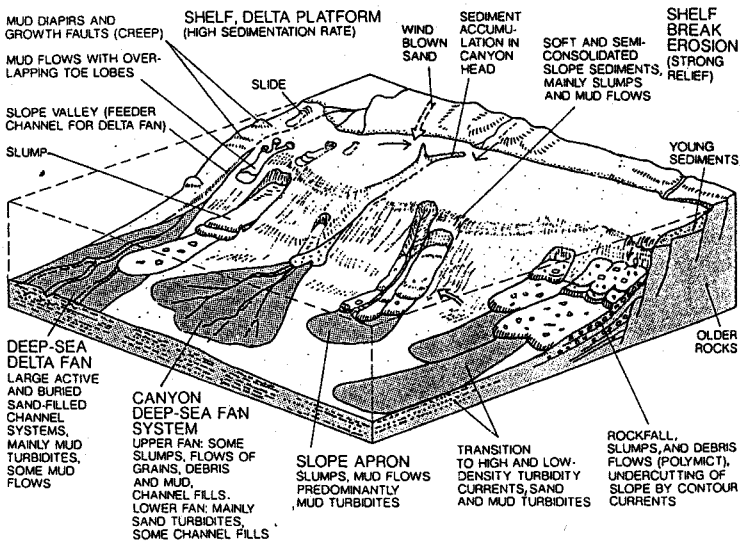 MUD DIAPIRS AND
GROWTH FAULTS (CREEP)
MUD FLOWS WITH OVER-
LAPPING TOE LOBES
SLOPE VALLEY (FEEDER
CHANNEL FOR DELTA FAN)
SLUMP
SHELF, DELTA PLATFORM
(HIGH SEDIMENTATION RATE)
SLIDE
WIND
BLOWN
SAND
SEDIMENT
ACCUMU-
LATION IN
CANYON
HEAD
SOFT AND SEMI-
CONSOLIDATED
SLOPE SEDIMENTS,
MAINLY SLUMPS
AND MUD FLOWS
SHELF
BREAK
EROSION
(STRONG
RELIEF)
YOUNG
SEDIMENTS
OLDER
ROCKS
DEEP-SEA
DELTA FAN
LARGE ACTIVE
AND BURIED
SAND-FILLED
CHANNEL
SYSTEMS,
MAINLY MUD
TURBIDITES,
SOME MUD
FLOWS
CANYON
DEEP-SEA FAN
SYSTEM
UPPER FAN: SOME
SLUMPS, FLOWS OF
GRAINS, DEBRIS
AND MUD,
CHANNEL FILLS.
LOWER FAN: MAINLY
SAND TURBIDITES,
SOME CHANNEL FILLS
SLOPE APRON
SLUMPS, MUD FLOWS
PREDOMINANTLY
MUD TURBIDITES
TRANSITION
TO HIGH AND LOW-
DENSITY TURBIDITY
CURRENTS, SAND
AND MUD TURBIDITES
ROCKFALL,
SLUMPS, AND DEBRIS
FLOWS (POLYMICT),
UNDERCUTTING OF
SLOPE BY CONTOUR
CURRENTS